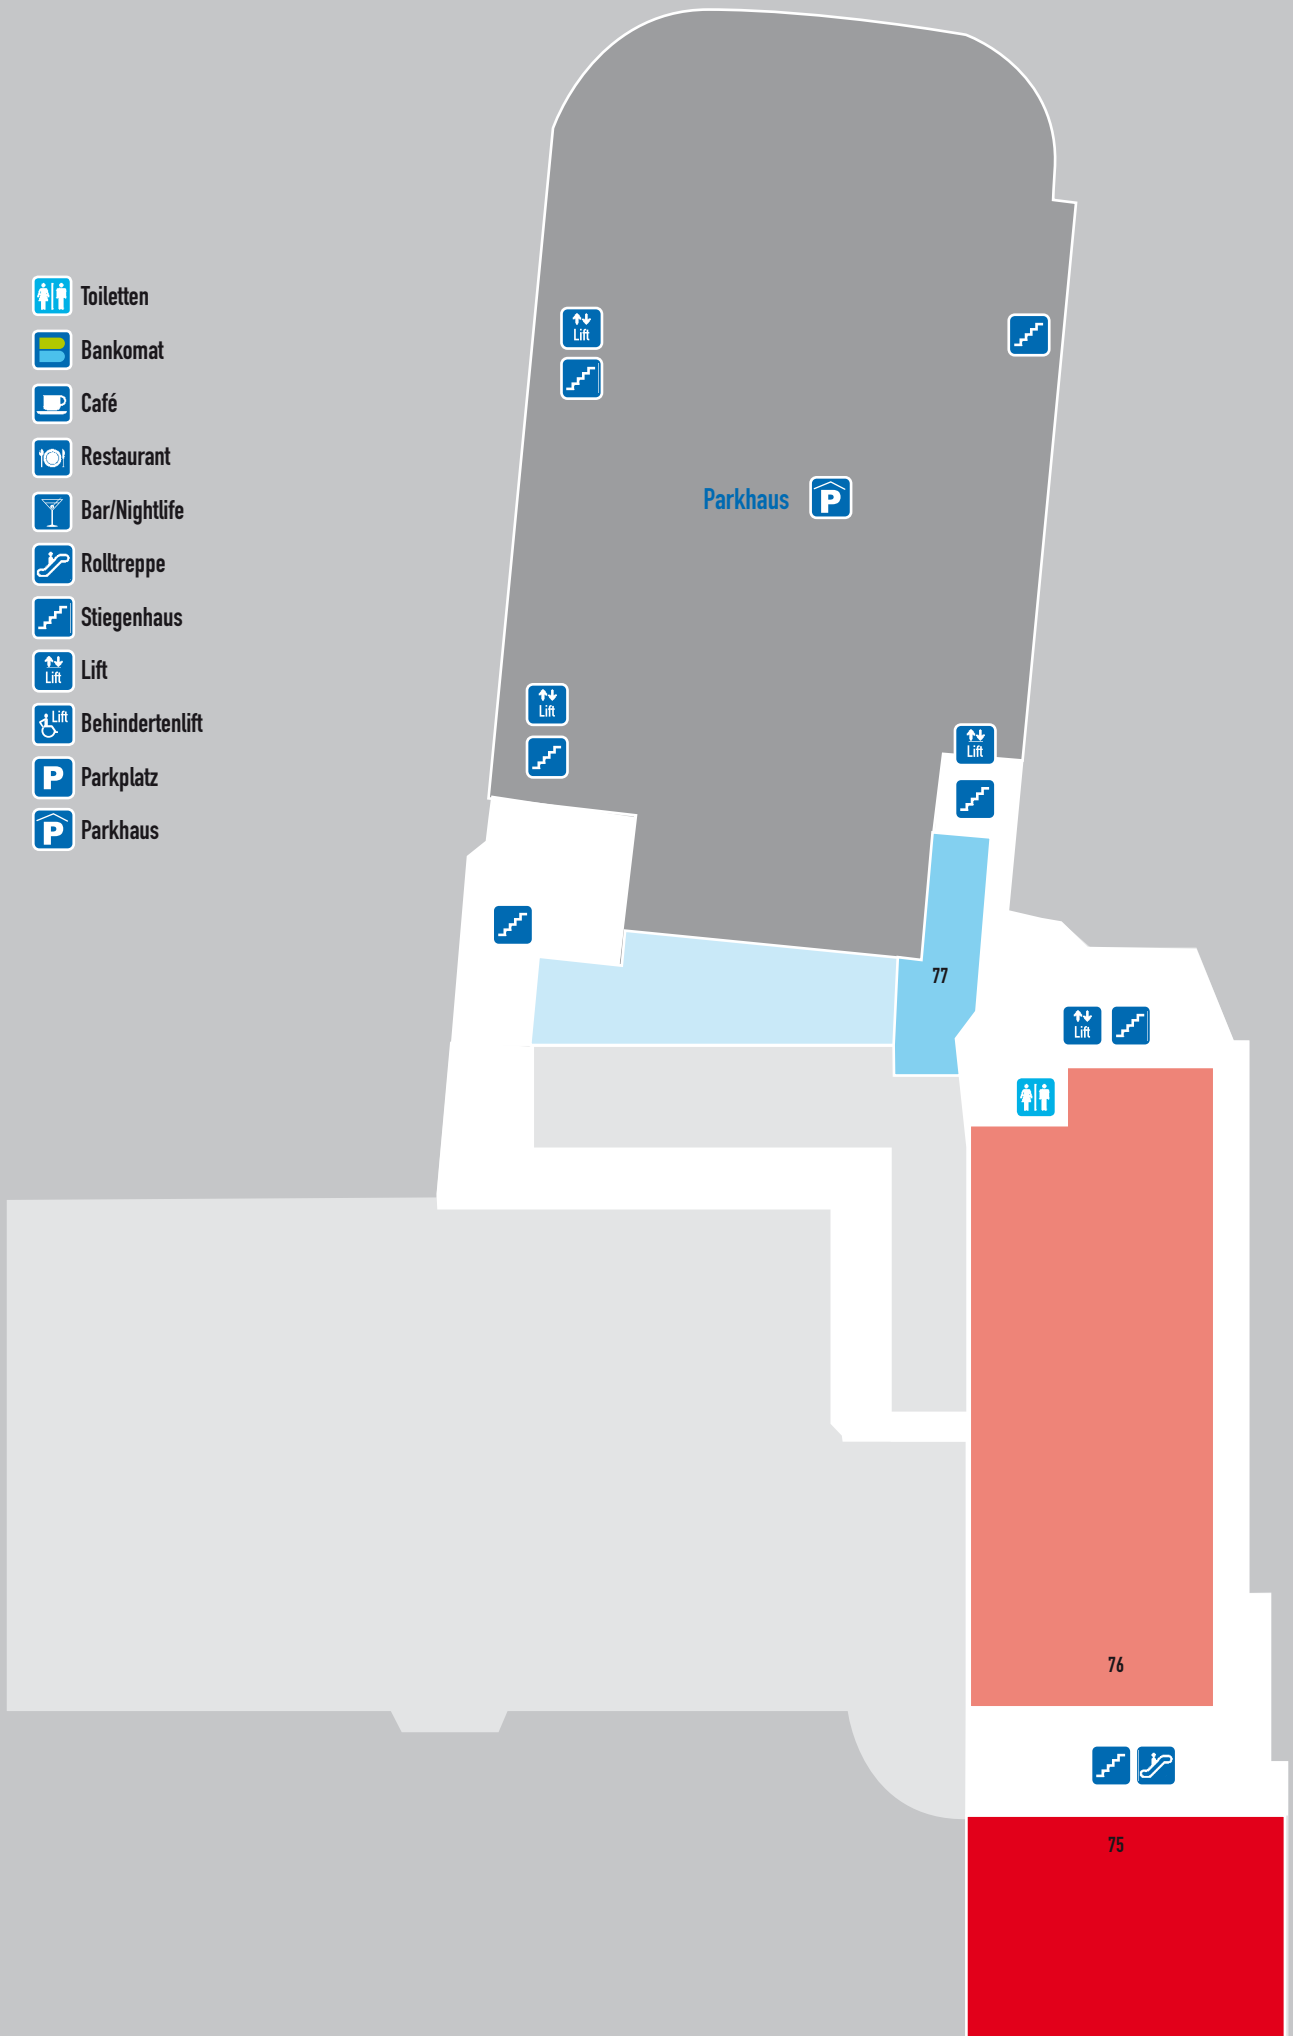 Toiletten
Bankomat
Café
Restaurant
Bar/Nightlife
Rolltreppe
Stiegenhaus
Lift
Lift
Lift
Behindertenlift
P
Parkplatz
P
Parkhaus
Lift
Parkhaus
P
Lift
Lift
77
Lift
76
75